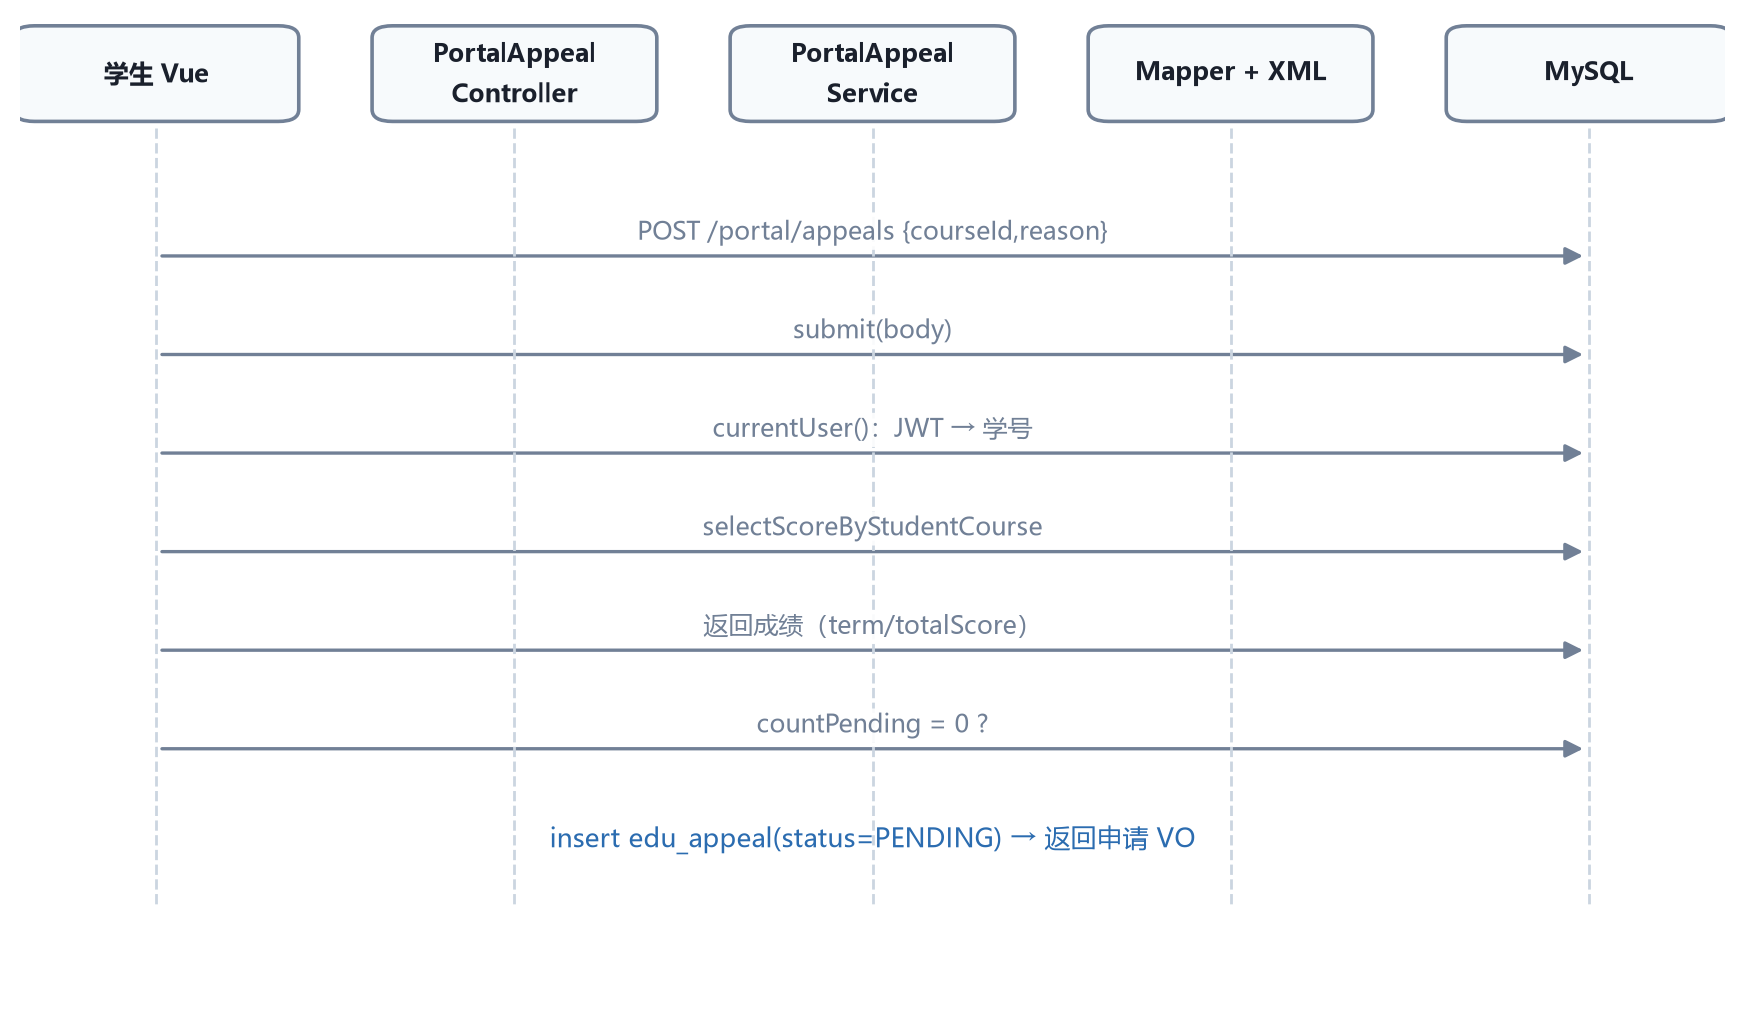 学生 Vue
PortalAppeal
Controller
PortalAppeal
Service
Mapper + XML
MySQL
POST /portal/appeals {courseId,reason}
submit(body)
currentUser()：JWT → 学号
selectScoreByStudentCourse
返回成绩（term/totalScore）
countPending = 0 ?
insert edu_appeal(status=PENDING) → 返回申请 VO